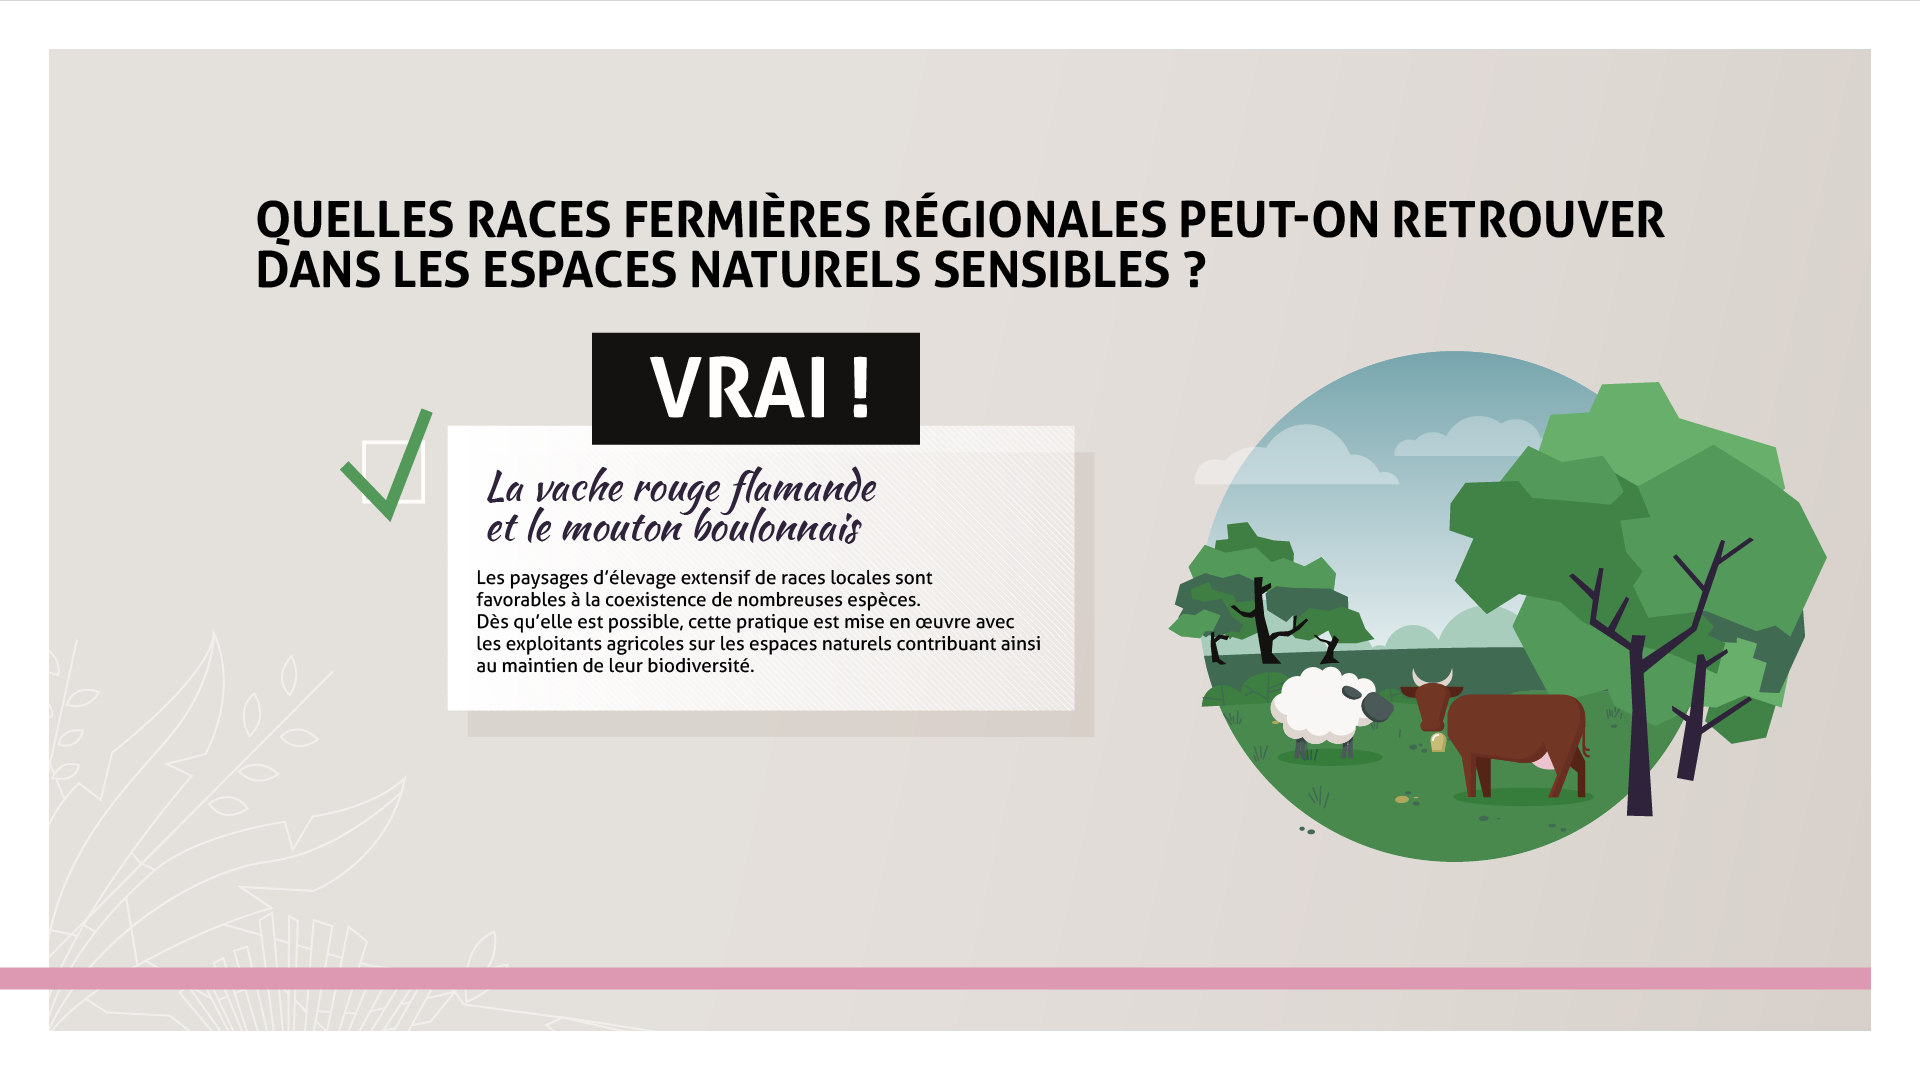 QUELLES RACES FERMIÈRES RÉGIONALES PEUT-ON RETROUVER
DANS LES ESPACES NATURELS SENSIBLES ?
VRAI !
La vache rouge flamande
et le mouton boulonnais
Les paysages d’élevage extensif de races locales sont
favorables à la coexistence de nombreuses espèces.
Dès qu’elle est possible, cette pratique est mise en œuvre avec
les exploitants agricoles sur les espaces naturels contribuant ainsi
au maintien de leur biodiversité.